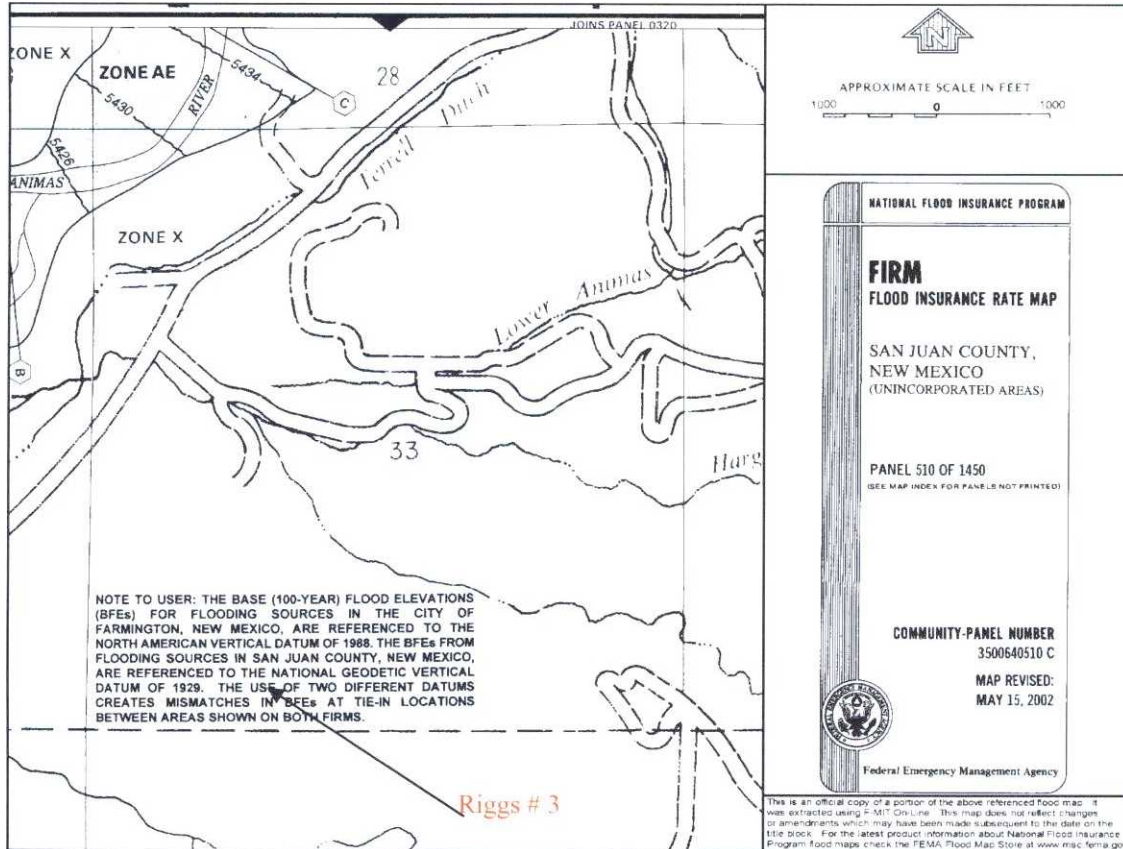 JOINS PANEL 0320
ZONE X
ZONE AE
5434
5430
5426
RIVER
ANIMAS
28
C
Ferrell Ditch
ZONE X
Lower Animas
B
33
Harg
NOTE TO USER: THE BASE (100-YEAR) FLOOD ELEVATIONS
(BFEs) FOR FLOODING SOURCES IN THE CITY OF
FARMINGTON, NEW MEXICO, ARE REFERENCED TO THE
NORTH AMERICAN VERTICAL DATUM OF 1988. THE BFEs FROM
FLOODING SOURCES IN SAN JUAN COUNTY, NEW MEXICO,
ARE REFERENCED TO THE NATIONAL GEODETIC VERTICAL
DATUM OF 1929. THE USE OF TWO DIFFERENT DATUMS
CREATES MISMATCHES IN BFEs AT TIE-IN LOCATIONS
BETWEEN AREAS SHOWN ON BOTH FIRMS.
Riggs # 3
N
APPROXIMATE SCALE IN FEET
1000 0 1000
NATIONAL FLOOD INSURANCE PROGRAM
FIRM
FLOOD INSURANCE RATE MAP
SAN JUAN COUNTY,
NEW MEXICO
(UNINCORPORATED AREAS)
PANEL 510 OF 1450
(SEE MAP INDEX FOR PANELS NOT PRINTED)
COMMUNITY-PANEL NUMBER
3500640510 C
MAP REVISED:
MAY 15, 2002
Federal Emergency Management Agency
This is an official copy of a portion of the above referenced flood map. It
was extracted using F-MIT On-Line. This map does not reflect changes
or amendments which may have been made subsequent to the date on the
title block. For the latest product information about National Flood Insurance
Program flood maps check the FEMA Flood Map Store at www.msc.fema.go